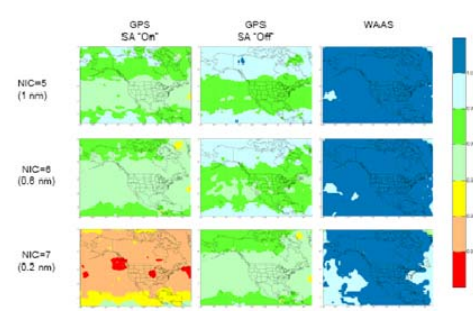 GPS
SA "On"
GPS
SA "Off"
WAAS
NIC=5
(1 nm)
NIC=6
(0.6 nm)
NIC=7
(0.2 nm)